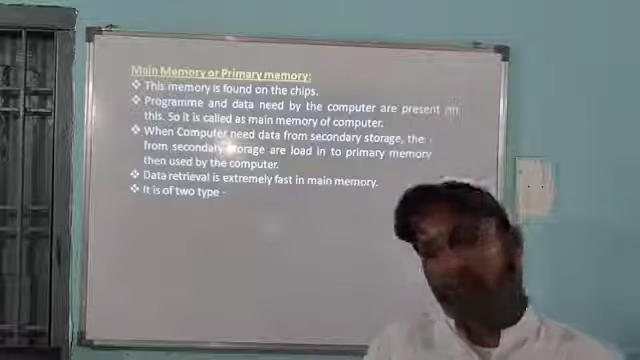 Main Memory or Primary memory:
❖ This memory is found on the chips.
❖ Programme and data need by the computer are present
this. So it is called as main memory of computer.
❖ When Computer need data from secondary storage, the
from secondary storage are load in to primary memory
then used by the computer.
❖ Data retrieval is extremely fast in main memory.
❖ It is of two type -